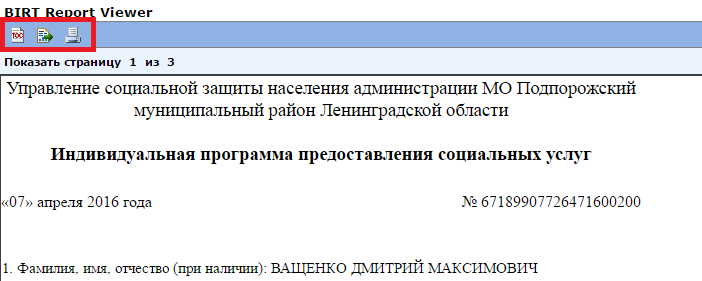 BIRT Report Viewer
TOC
Показать страницу 1 из 3
Управление социальной защиты населения администрации МО Подпорожский
муниципальный район Ленинградской области
Индивидуальная программа предоставления социальных услуг
«07» апреля 2016 года № 67189907726471600200
1. Фамилия, имя, отчество (при наличии): ВАЩЕНКО ДМИТРИЙ МАКСИМОВИЧ